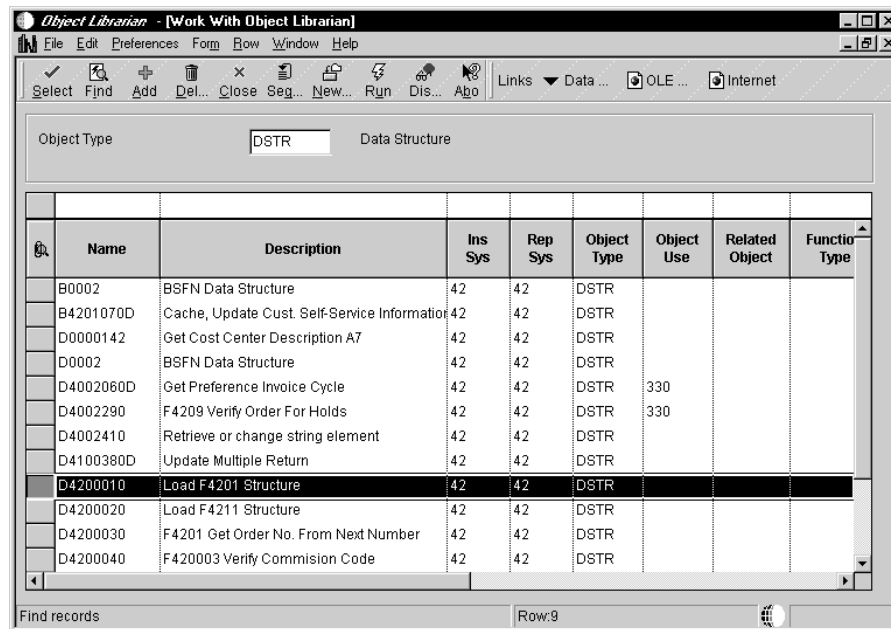 Object Librarian - [Work With Object Librarian]
File Edit Preferences Form Row Window Help
Select Find Add Del... Close Seq... New... Run Dis... Abo Links Data ... OLE ... Internet
Object Type DSTR Data Structure
Name Description Ins Sys Rep Sys Object Type Object Use Related Object Functio Type
B0002 BSFN Data Structure 42 42 DSTR
B4201070D Cache, Update Cust. Self-Service Information 42 42 DSTR
D0000142 Get Cost Center Description A7 42 42 DSTR
D0002 BSFN Data Structure 42 42 DSTR
D4002060D Get Preference Invoice Cycle 42 42 DSTR 330
D4002290 F4209 Verify Order For Holds 42 42 DSTR 330
D4002410 Retrieve or change string element 42 42 DSTR
D4100380D Update Multiple Return 42 42 DSTR
D4200010 Load F4201 Structure 42 42 DSTR
D4200020 Load F4211 Structure 42 42 DSTR
D4200030 F4201 Get Order No. From Next Number 42 42 DSTR
D4200040 F420003 Verify Commision Code 42 42 DSTR
Find records Row:9